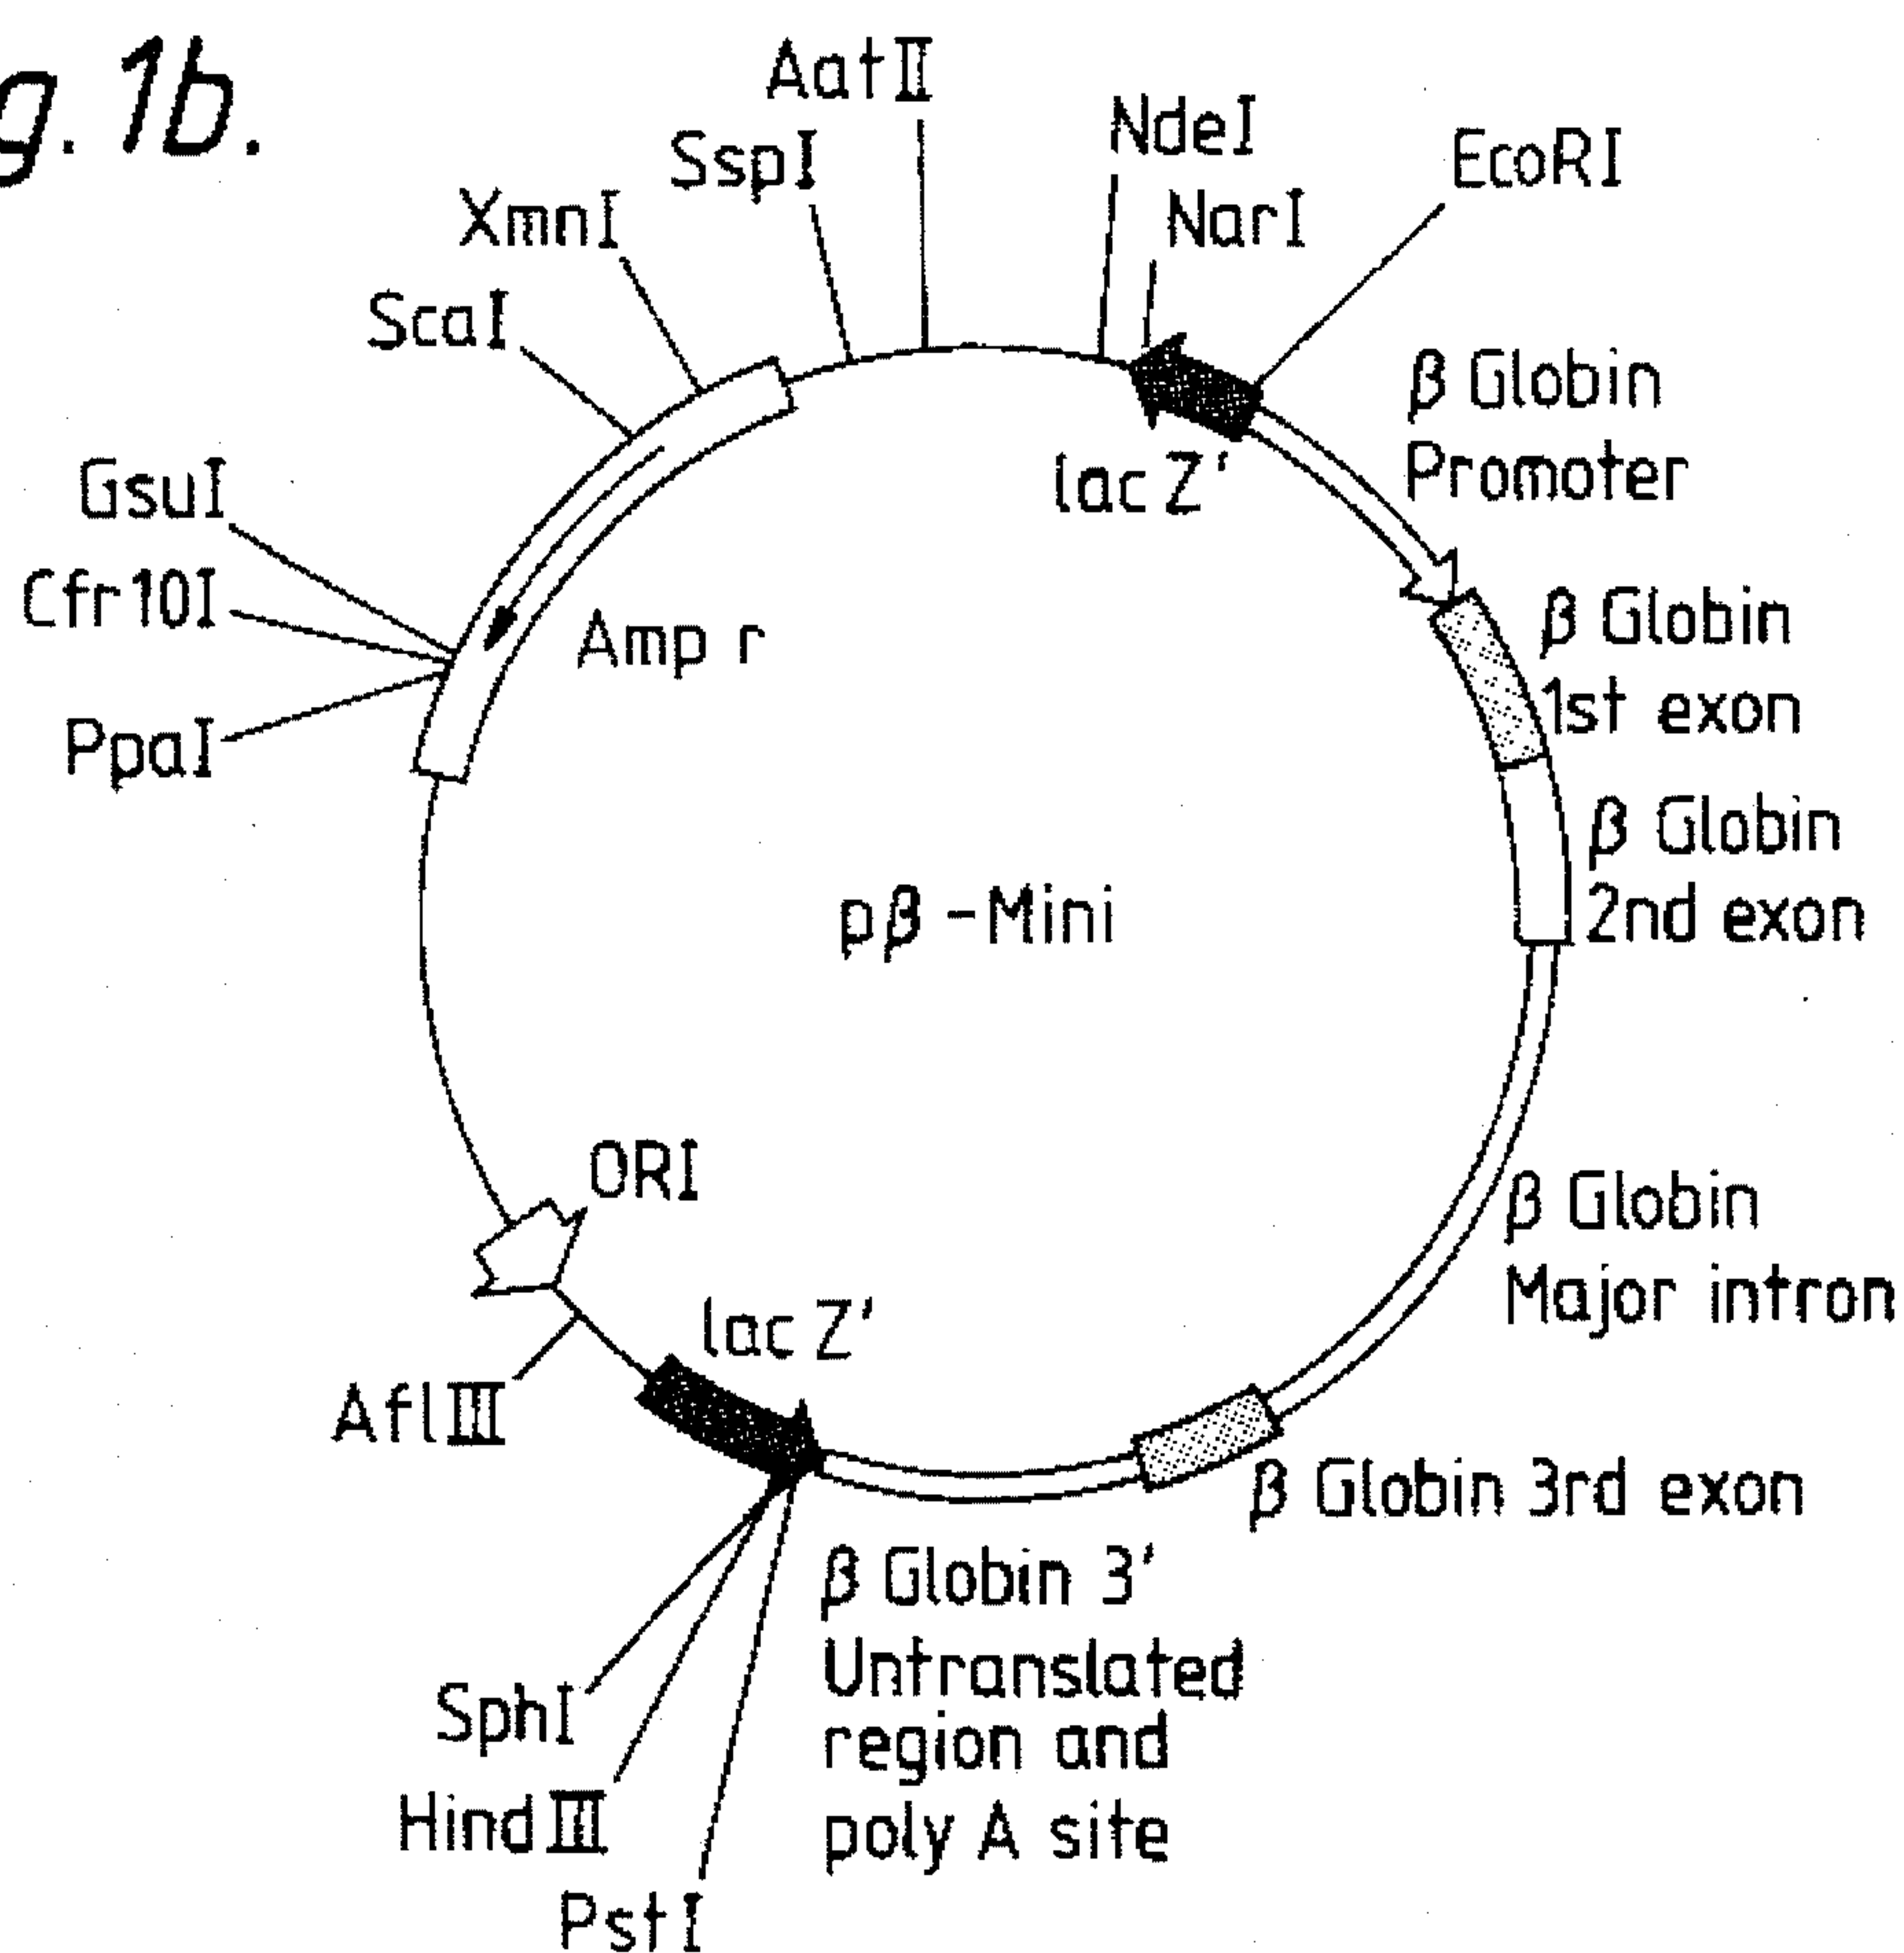 g. 1b.
AatII
NdeI
SspI
EcoRI
XmnI
NarI
ScaI
β Globin
Promoter
lac Z'
GsuI
Cfr10I
Amp r
PpaI
β Globin
1st exon
β Globin
2nd exon
pβ-Mini
ORI
β Globin
Major intron
lac Z'
AflIII
β Globin 3rd exon
β Globin 3'
Untranslated
region and
poly A site
SphI
HindIII
PstI